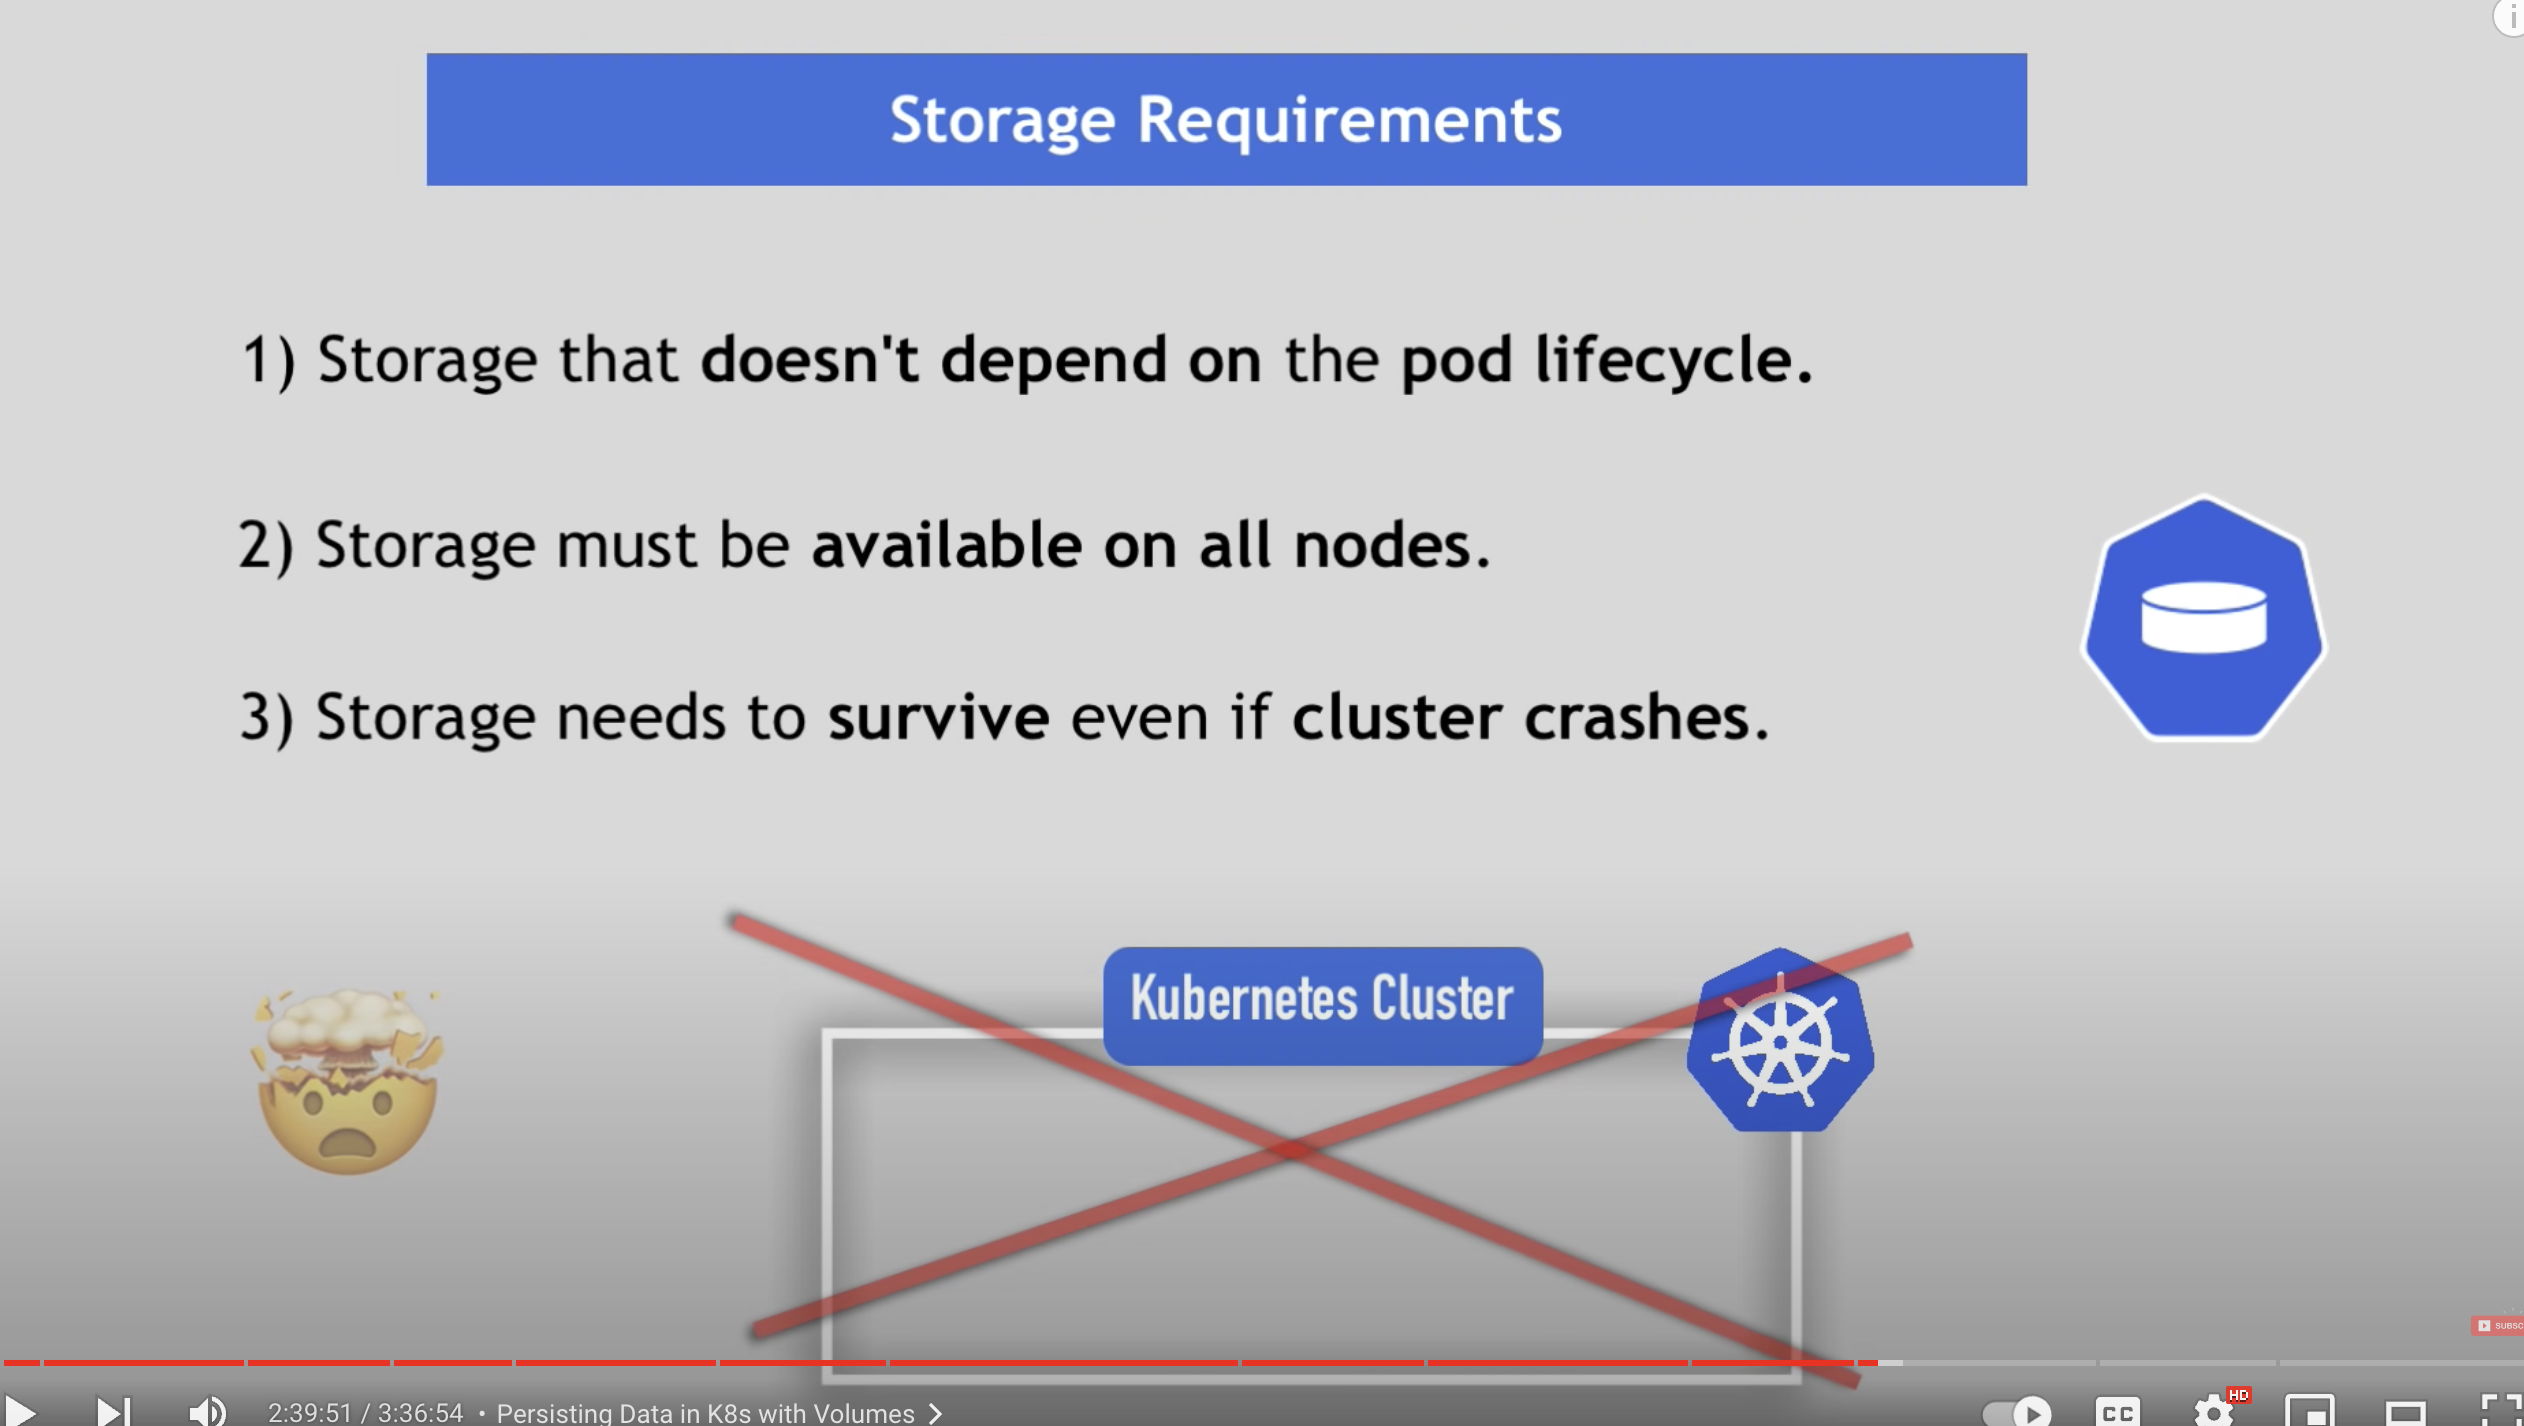 Storage Requirements
1) Storage that doesn't depend on the pod lifecycle.
2) Storage must be available on all nodes.
3) Storage needs to survive even if cluster crashes.
Kubernetes Cluster
SUBSC
2:39:51 / 3:36:54 • Persisting Data in K8s with Volumes
CC
HD